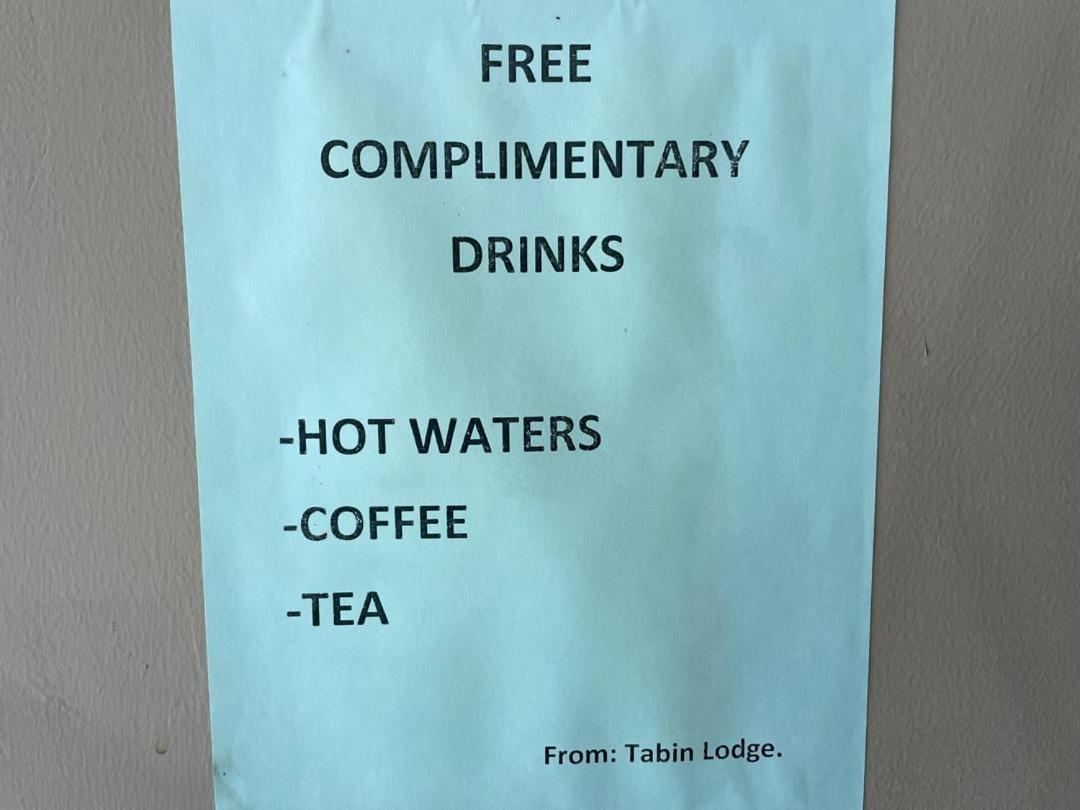 FREE
COMPLIMENTARY
DRINKS
-HOT WATERS
-COFFEE
-TEA
From: Tabin Lodge.